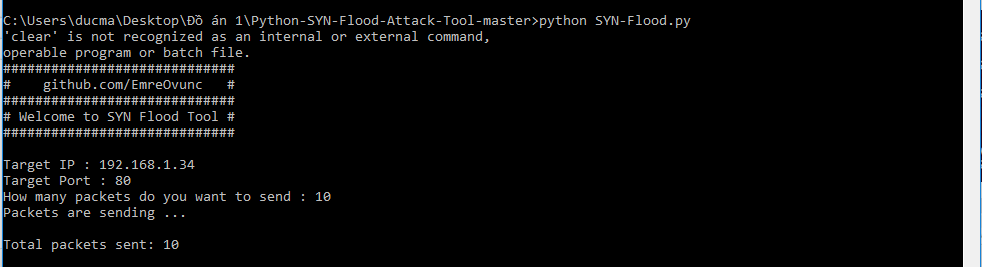 C:\Users\ducma\Desktop\Đồ án 1\Python-SYN-Flood-Attack-Tool-master>python SYN-Flood.py
'clear' is not recognized as an internal or external command,
operable program or batch file.
#############################
#    github.com/EmreOvunc   #
#############################
# Welcome to SYN Flood Tool #
#############################
Target IP : 192.168.1.34
Target Port : 80
How many packets do you want to send : 10
Packets are sending ...
Total packets sent: 10